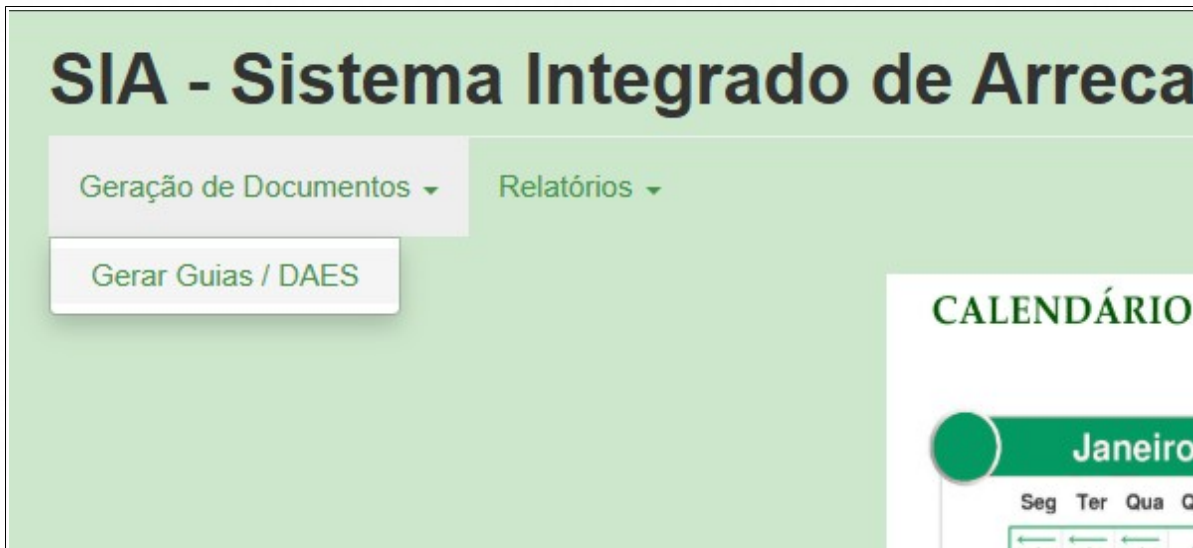 SIA - Sistema Integrado de Arreca
Geração de Documentos Relatórios
Gerar Guias / DAES
CALENDÁRIO
Janeiro
Seg Ter Qua